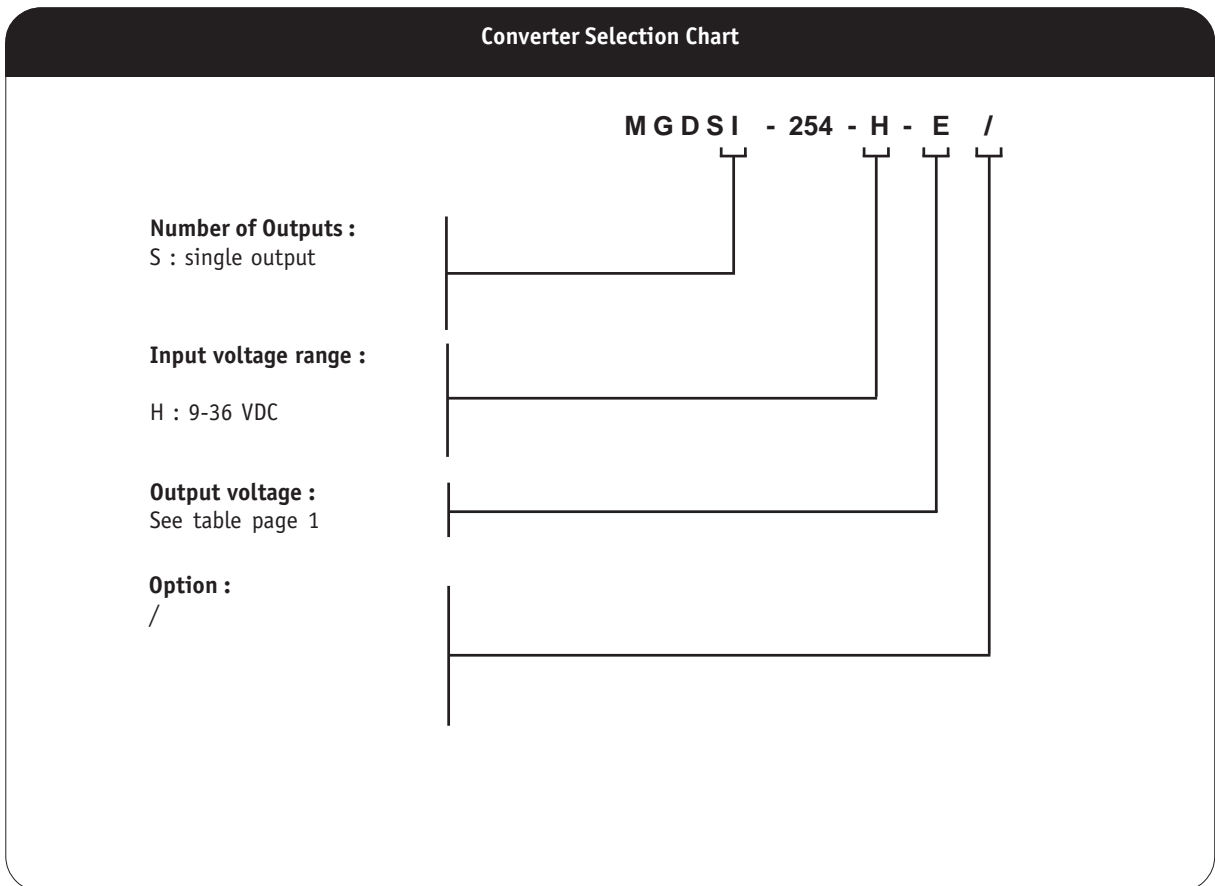 Converter Selection Chart
MGDSI - 254 - H - E /
Number of Outputs :
S : single output
Input voltage range :
H : 9-36 VDC
Output voltage :
See table page 1
Option :
/